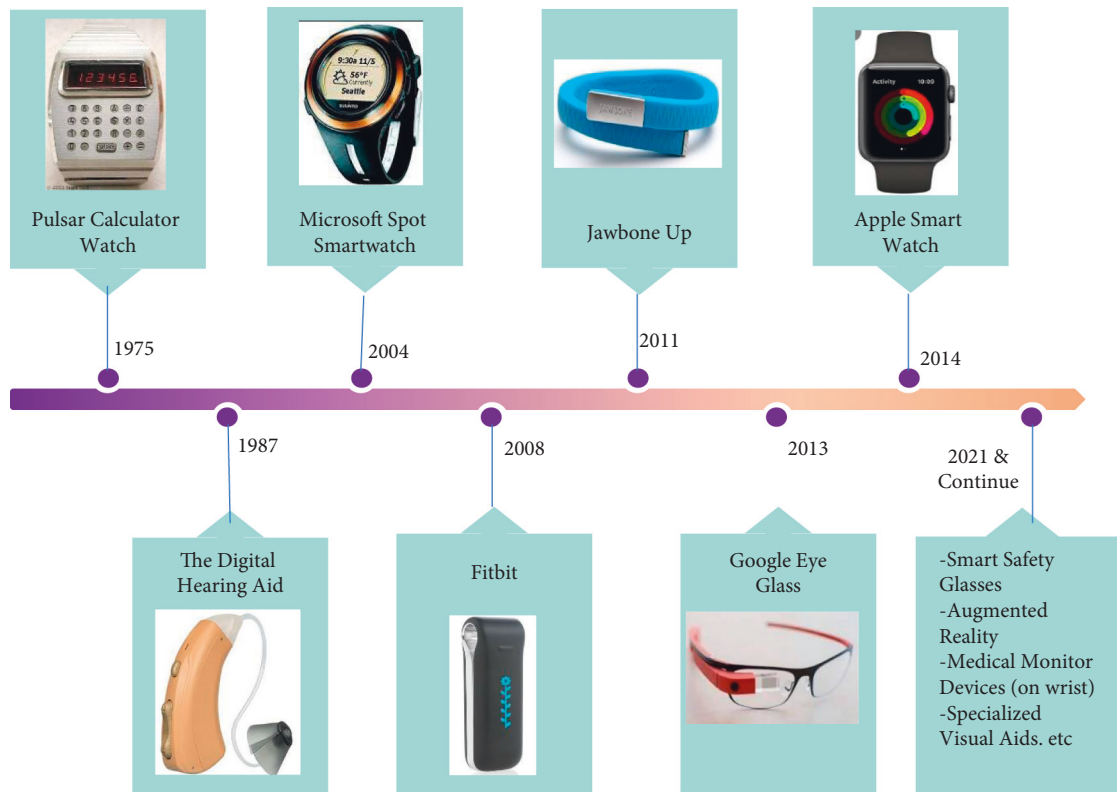 123456
9:30a 11/5
56°F
Currently
Seattle
SUUNTO
JAWBONE
Activity 10:09
Pulsar Calculator
Watch
Microsoft Spot
Smartwatch
Jawbone Up
Apple Smart
Watch
1975
2004
2011
2014
1987
2008
2013
2021 &
Continue
The Digital
Hearing Aid
Fitbit
Google Eye
Glass
-Smart Safety
Glasses
-Augmented
Reality
-Medical Monitor
Devices (on wrist)
-Specialized
Visual Aids. etc